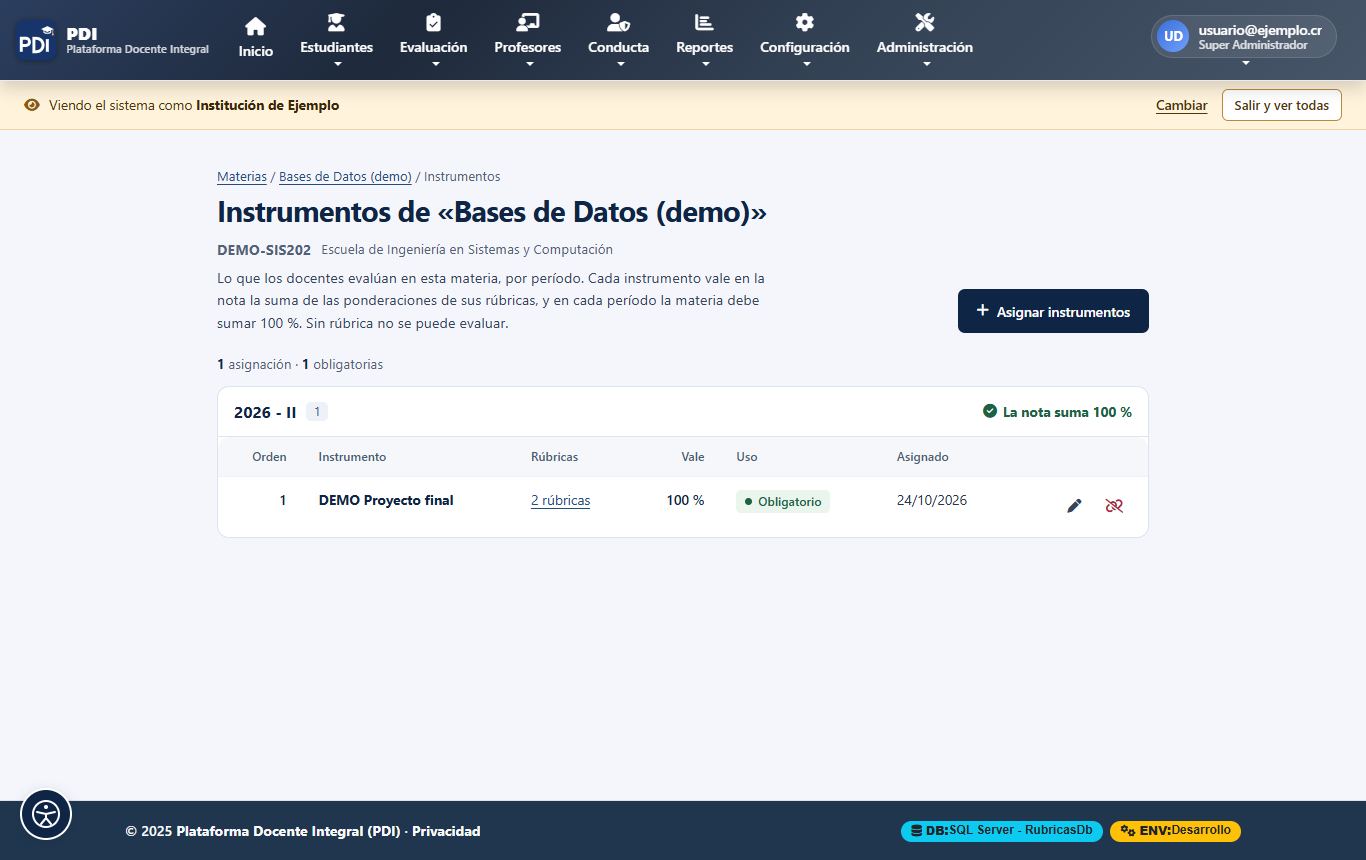 PDI
PDI
Plataforma Docente Integral
Inicio
Estudiantes
Evaluación
Profesores
Conducta
Reportes
Configuración
Administración
UD
usuario@ejemplo.cr
Super Administrador
Viendo el sistema como Institución de Ejemplo
Cambiar
Salir y ver todas
Materias / Bases de Datos (demo) / Instrumentos
Instrumentos de «Bases de Datos (demo)»
DEMO-SIS202 Escuela de Ingeniería en Sistemas y Computación
Lo que los docentes evalúan en esta materia, por período. Cada instrumento vale en la
nota la suma de las ponderaciones de sus rúbricas, y en cada período la materia debe
sumar 100 %. Sin rúbrica no se puede evaluar.
Asignar instrumentos
1 asignación · 1 obligatorias
2026 - II 1
La nota suma 100 %
Orden Instrumento Rúbricas Vale Uso Asignado
1 DEMO Proyecto final 2 rúbricas 100 % Obligatorio 24/10/2026
© 2025 Plataforma Docente Integral (PDI) · Privacidad
DB:SQL Server - RubricasDb
ENV:Desarrollo